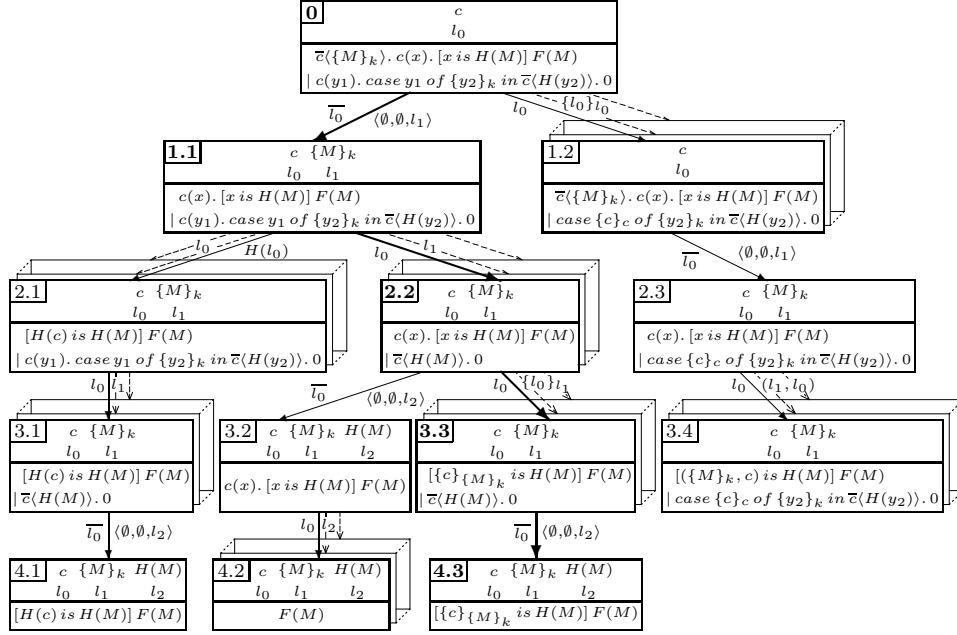 0 c
l₀
c̅⟨{M}ₖ⟩. c(x). [x is H(M)] F(M)
| c(y₁). case y₁ of {y₂}ₖ in c̅⟨H(y₂)⟩. 0
l̅₀ ⟨∅,∅,l₁⟩ l₀ {l₀}l₀
1.1 c {M}ₖ
l₀ l₁
c(x). [x is H(M)] F(M)
| c(y₁). case y₁ of {y₂}ₖ in c̅⟨H(y₂)⟩. 0
1.2 c
l₀
c̅⟨{M}ₖ⟩. c(x). [x is H(M)] F(M)
| case {c}c of {y₂}ₖ in c̅⟨H(y₂)⟩. 0
l₀ H(l₀) l₀ l₁ l̅₀ ⟨∅,∅,l₁⟩
2.1 c {M}ₖ
l₀ l₁
[H(c) is H(M)] F(M)
| c(y₁). case y₁ of {y₂}ₖ in c̅⟨H(y₂)⟩. 0
2.2 c {M}ₖ
l₀ l₁
c(x). [x is H(M)] F(M)
| c̅⟨H(M)⟩. 0
2.3 c {M}ₖ
l₀ l₁
c(x). [x is H(M)] F(M)
| case {c}c of {y₂}ₖ in c̅⟨H(y₂)⟩. 0
l₀ l₁ l̅₀ ⟨∅,∅,l₂⟩ l₀ {l₀}l₁ l₀ (l₁, l₀)
3.1 c {M}ₖ
l₀ l₁
[H(c) is H(M)] F(M)
| c̅⟨H(M)⟩. 0
3.2 c {M}ₖ H(M)
l₀ l₁ l₂
c(x). [x is H(M)] F(M)
3.3 c {M}ₖ
l₀ l₁
[{c}{M}ₖ is H(M)] F(M)
| c̅⟨H(M)⟩. 0
3.4 c {M}ₖ
l₀ l₁
[({M}ₖ, c) is H(M)] F(M)
| case {c}c of {y₂}ₖ in c̅⟨H(y₂)⟩. 0
l̅₀ ⟨∅,∅,l₂⟩ l₀ l₂ l̅₀ ⟨∅,∅,l₂⟩
4.1 c {M}ₖ H(M)
l₀ l₁ l₂
[H(c) is H(M)] F(M)
4.2 c {M}ₖ H(M)
l₀ l₁ l₂
F(M)
4.3 c {M}ₖ H(M)
l₀ l₁ l₂
[{c}{M}ₖ is H(M)] F(M)